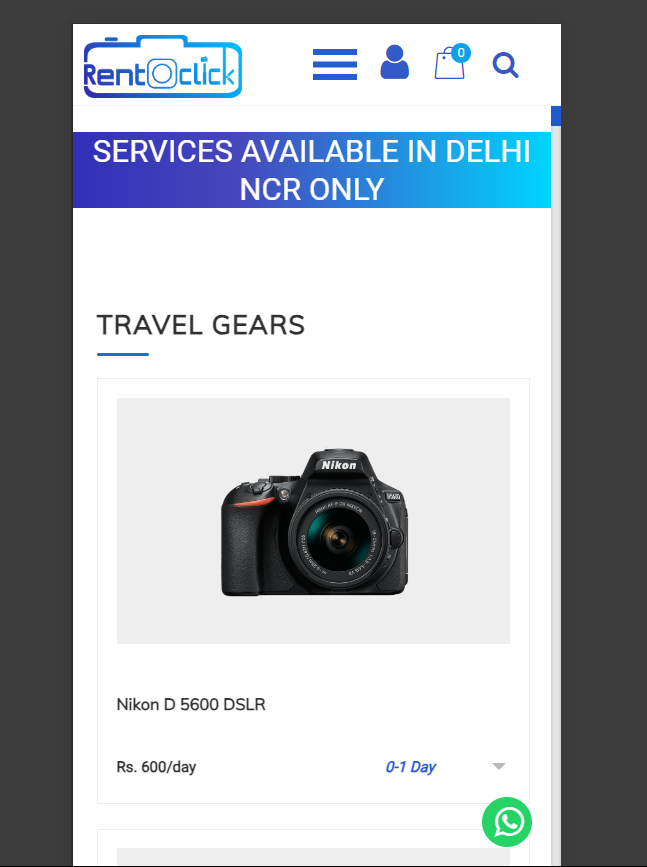 RentOclick
0
SERVICES AVAILABLE IN DELHI
NCR ONLY
TRAVEL GEARS
Nikon
D5600
Nikon D 5600 DSLR
Rs. 600/day
0-1 Day